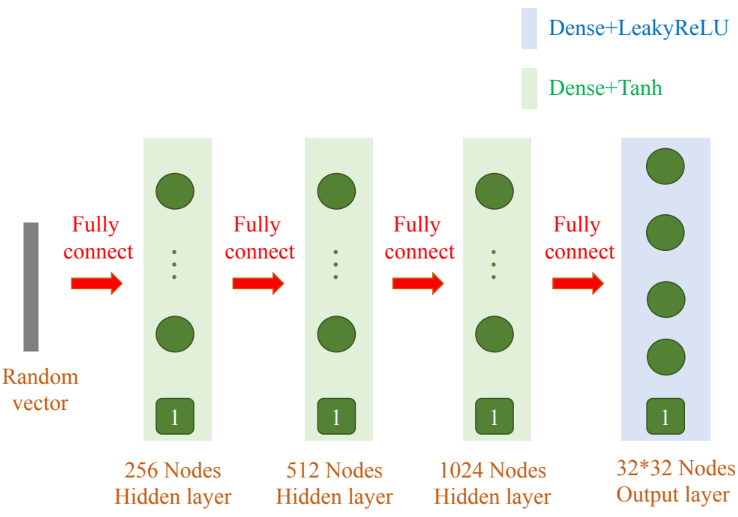 Dense+LeakyReLU
Dense+Tanh
Fully
connect
Fully
connect
Fully
connect
Fully
connect
Random
vector
1
1
1
1
256 Nodes
Hidden layer
512 Nodes
Hidden layer
1024 Nodes
Hidden layer
32*32 Nodes
Output layer